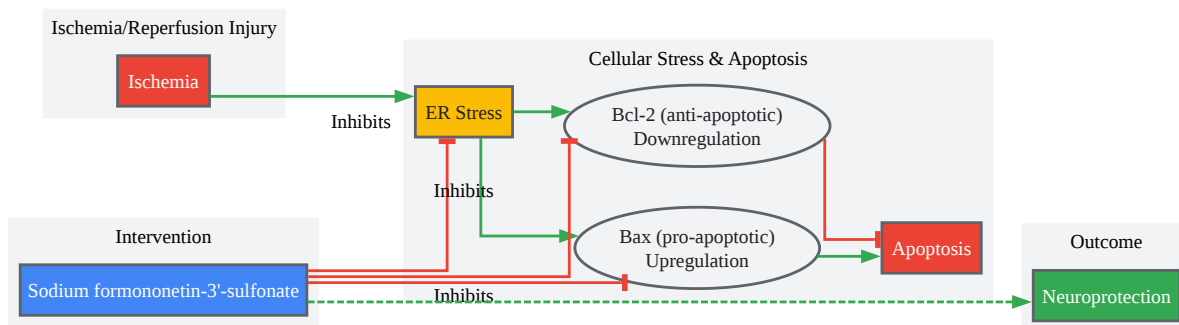 Ischemia/Reperfusion Injury
Ischemia
Cellular Stress & Apoptosis
ER Stress
Bcl-2 (anti-apoptotic)
Downregulation
Inhibits
Inhibits
Intervention
Sodium formononetin-3'-sulfonate
Bax (pro-apoptotic)
Upregulation
Apoptosis
Inhibits
Outcome
Neuroprotection